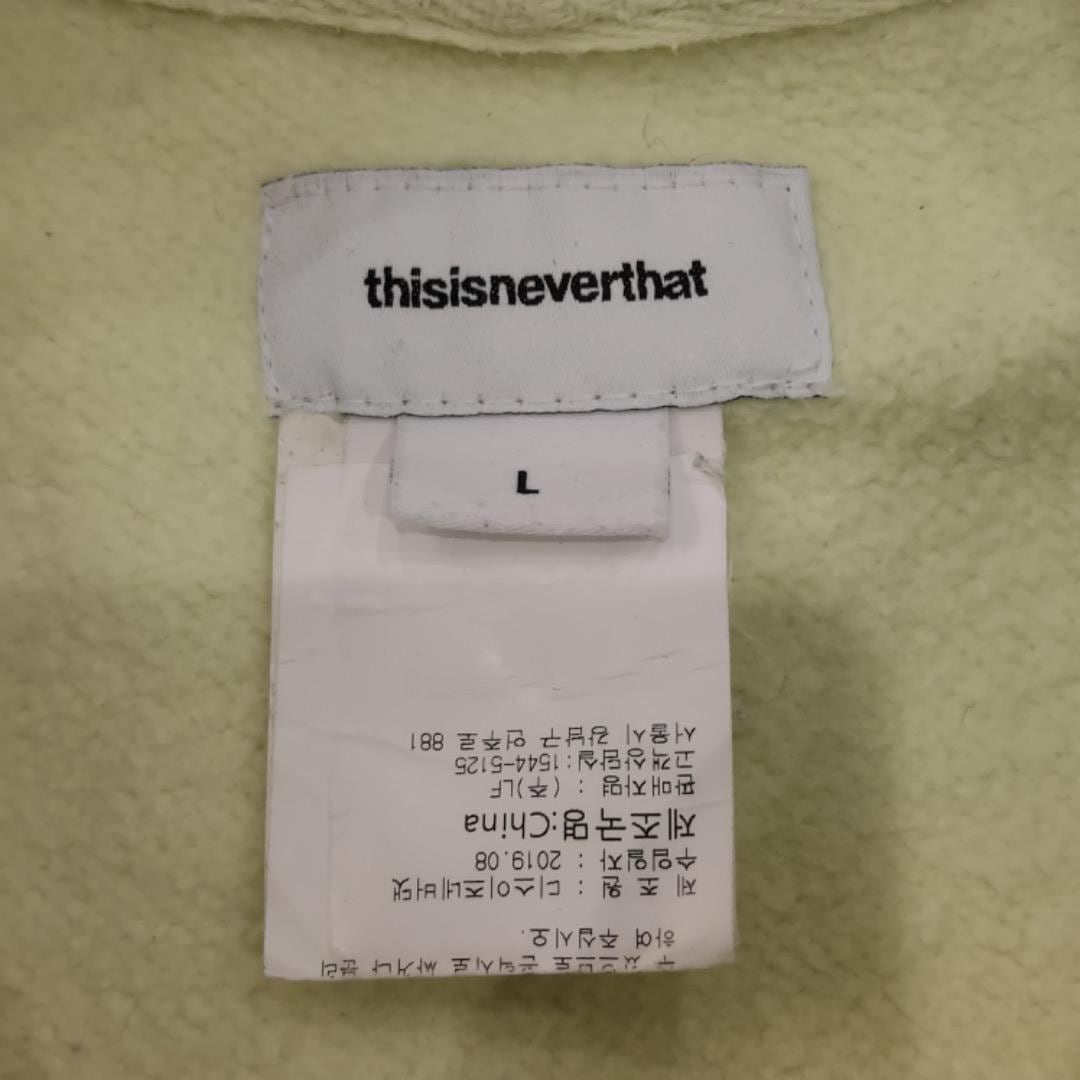 thisisneverthat
L
하여 주십시오.
제 조 원 : 디스이즈네버댓
수입일자 : 2019.08
제조국명:China
판매자명 : (주)LF
고객상담실:1544-5125
서울시 강남구 언주로 881